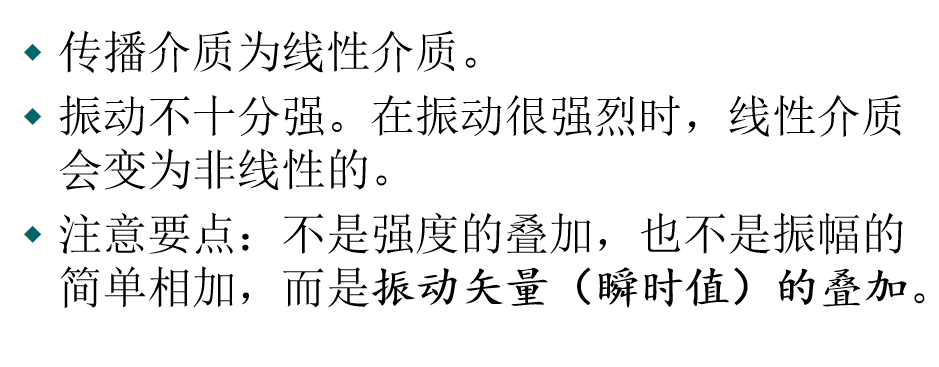 传播介质为线性介质。
振动不十分强。在振动很强烈时，线性介质
会变为非线性的。
注意要点：不是强度的叠加，也不是振幅的
简单相加，而是振动矢量（瞬时值）的叠加。